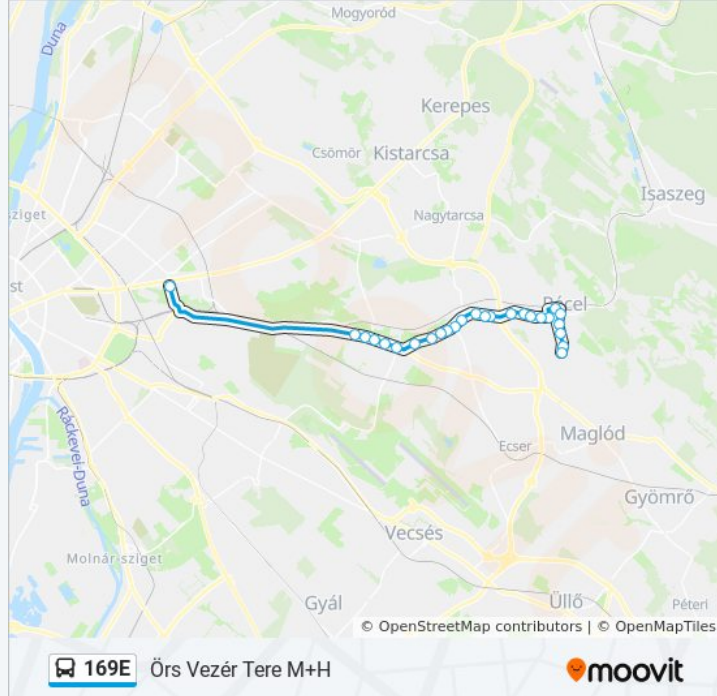 Mogyoród
Duna
Kerepes
Csömör
Kistarcsa
Isaszeg
sziget
Nagytarcsa
st
Pécel
Ráckevei-Duna
Maglód
Ecser
Gyömrő
Vecsés
Molnár-sziget
Gyál
Üllő
Péteri
© OpenStreetMap contributors | © OpenMapTiles
169E Örs Vezér Tere M+H moovit